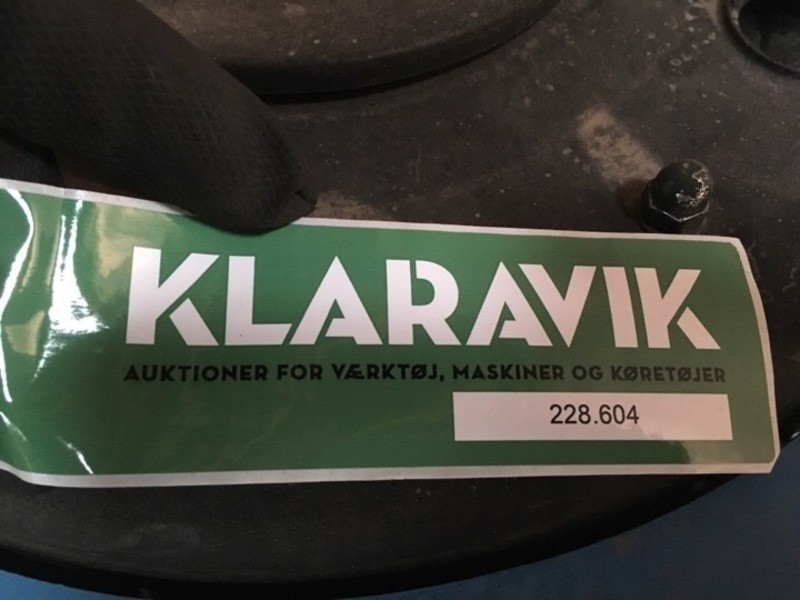 KLARAVIK
AUKTIONER FOR VÆRKTØJ, MASKINER OG KØRETØJER
228.604